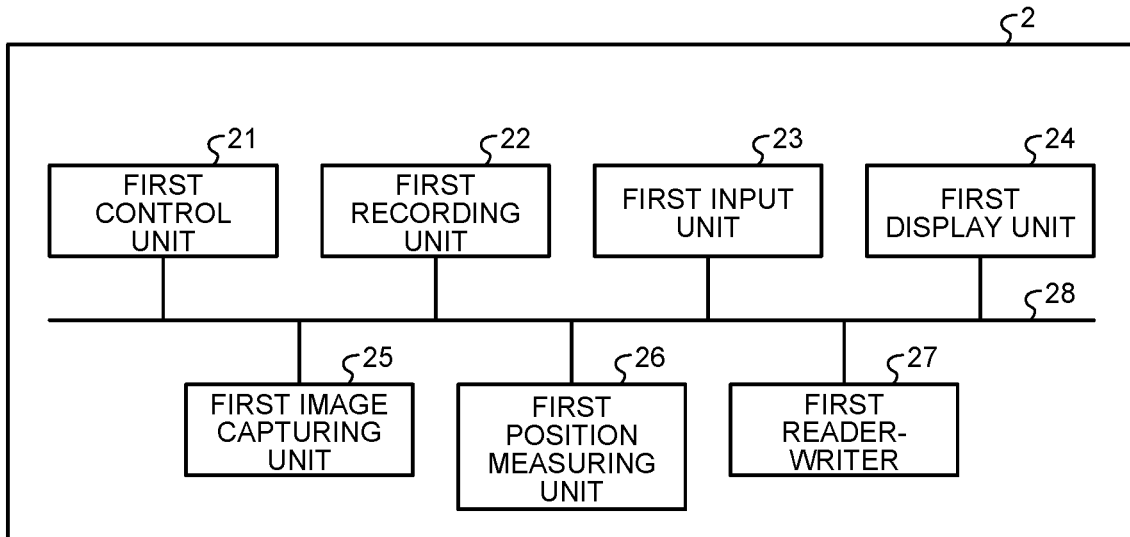 2
21
22
23
24
FIRST
CONTROL
UNIT
FIRST
RECORDING
UNIT
FIRST INPUT
UNIT
FIRST
DISPLAY UNIT
28
25
26
27
FIRST IMAGE
CAPTURING
UNIT
FIRST
POSITION
MEASURING
UNIT
FIRST
READER-
WRITER